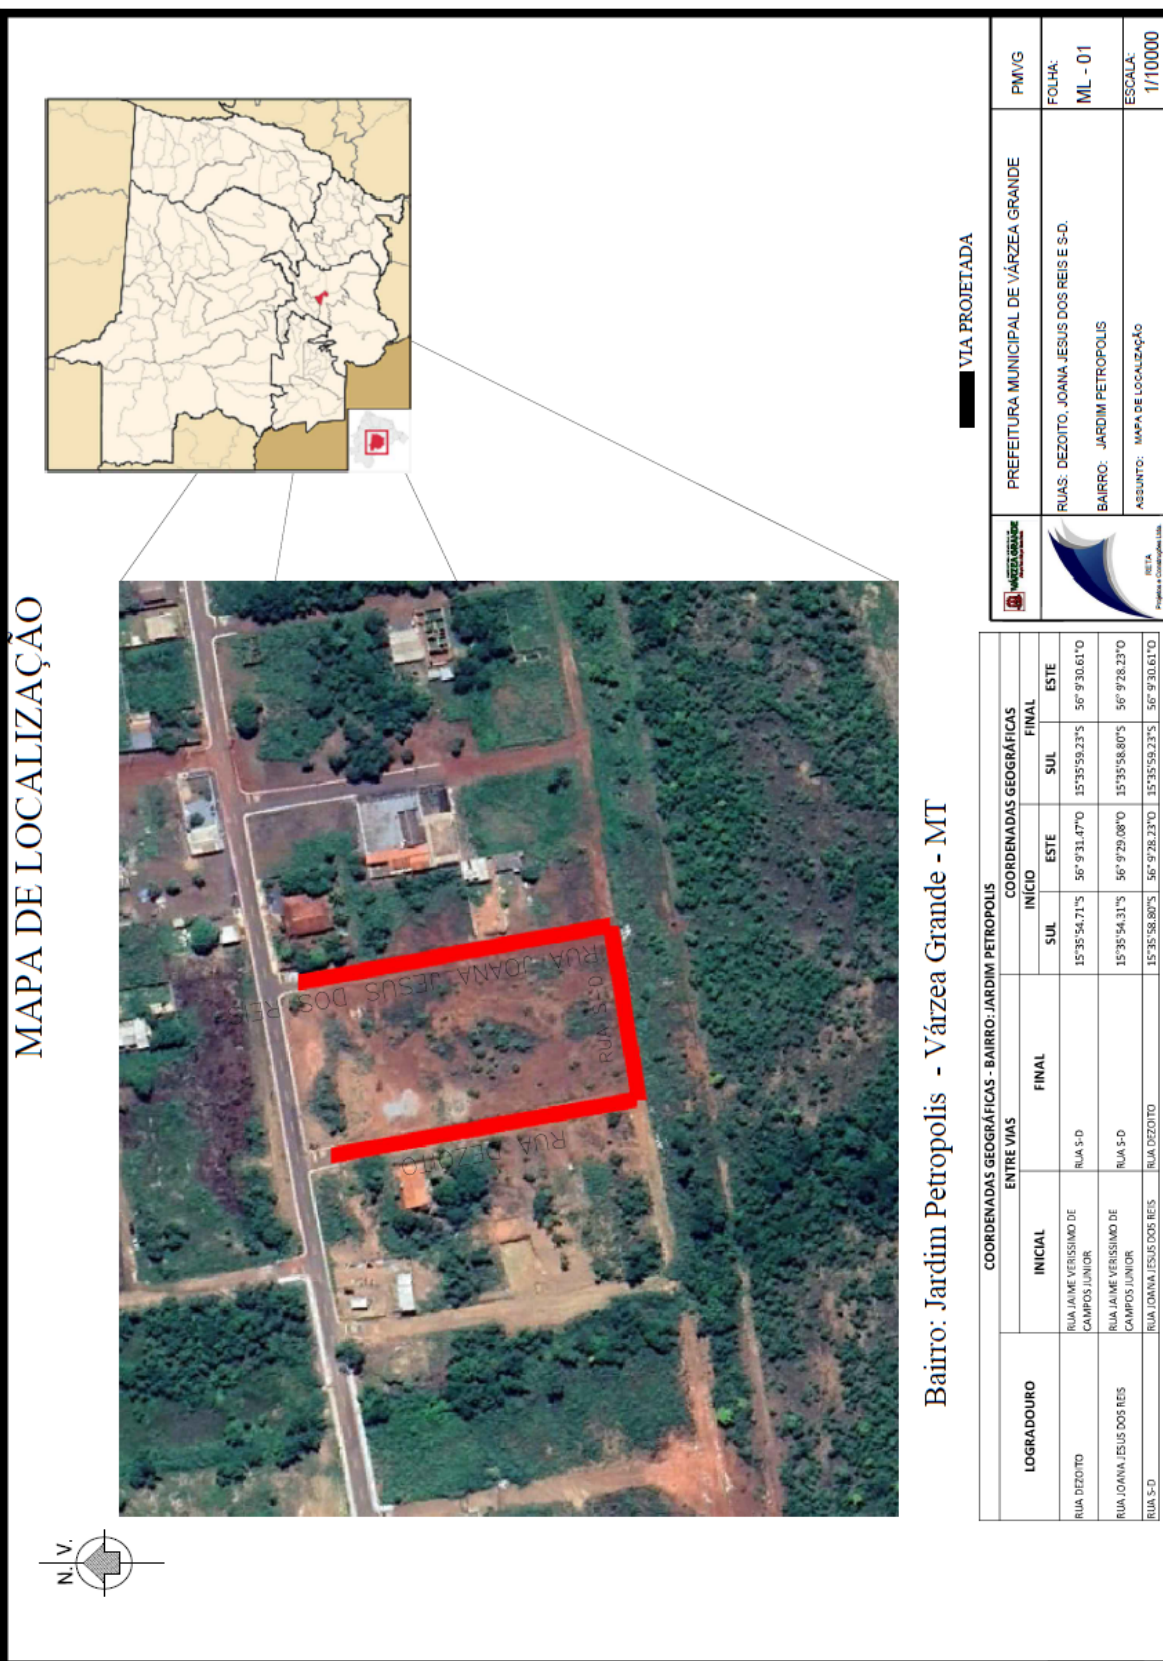 MAPA DE LOCALIZAÇÃO
N. V.
RUA DEZOITO
RUA JOANA JESUS DOS REIS
RUA S-D
Bairro: Jardim Petropolis - Várzea Grande - MT
VIA PROJETADA
COORDENADAS GEOGRÁFICAS - BAIRRO: JARDIM PETROPOLIS
LOGRADOURO ENTRE VIAS COORDENADAS GEOGRÁFICAS
INICIAL FINAL INÍCIO FINAL
SUL ESTE SUL ESTE
RUA DEZOITO RUA JAIME VERISSIMO DE CAMPOS JUNIOR RUA S-D 15°35'54.71"S 56° 9'31.47"O 15°35'59.23"S 56° 9'30.61"O
RUA JOANA JESUS DOS REIS RUA JAIME VERISSIMO DE CAMPOS JUNIOR RUA S-D 15°35'54.31"S 56° 9'29.08"O 15°35'58.80"S 56° 9'28.23"O
RUA S-D RUA JOANA JESUS DOS REIS RUA DEZOITO 15°35'58.80"S 56° 9'28.23"O 15°35'59.23"S 56° 9'30.61"O
VÁRZEA GRANDE
PREFEITURA MUNICIPAL DE VÁRZEA GRANDE
PMVG
RETA
Projetos e Construções Ltda.
RUAS: DEZOITO, JOANA JESUS DOS REIS E S-D.
BAIRRO: JARDIM PETROPOLIS
FOLHA:
ML - 01
ASSUNTO: MAPA DE LOCALIZAÇÃO
ESCALA:
1/10000